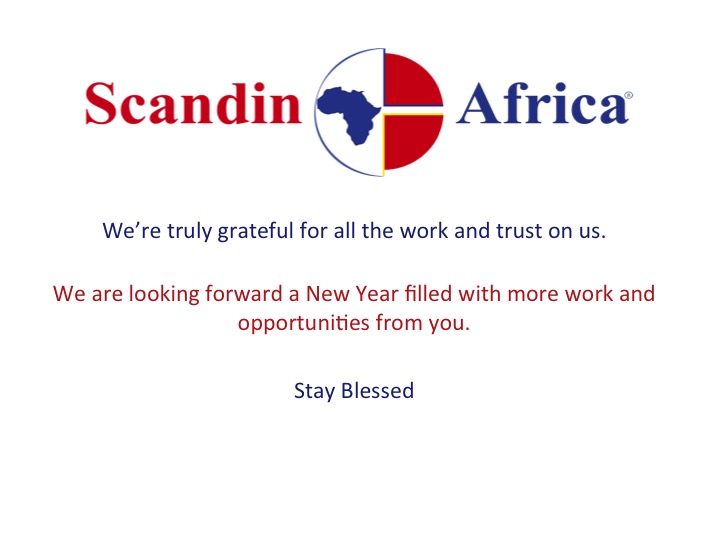 Scandin Africa®
We're truly grateful for all the work and trust on us.
We are looking forward a New Year filled with more work and
opportunities from you.
Stay Blessed